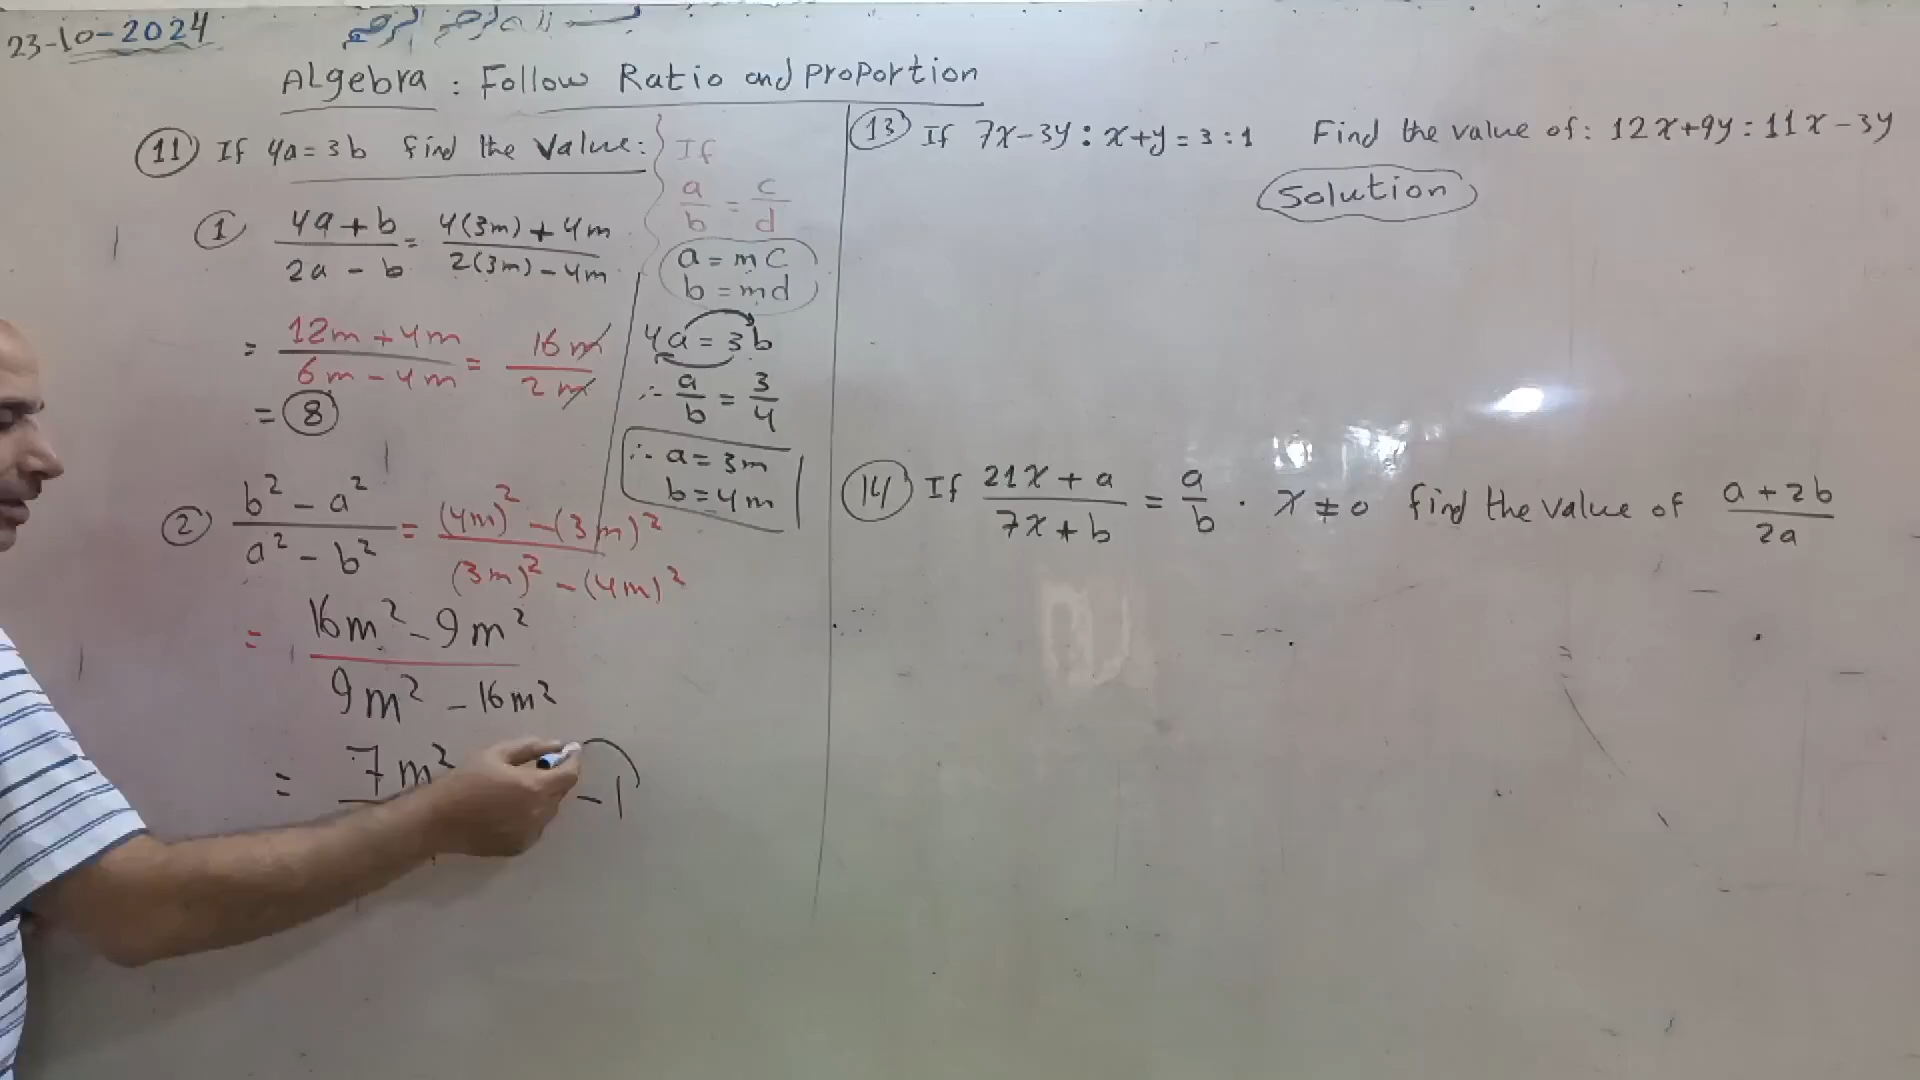 23-10-2024
بسم الله الرحمن الرحيم
ALgebra : Follow Ratio and ProPortion
(11) If 4a = 3b find the Value:
① (4a + b)/(2a - b) = (4(3m) + 4m)/(2(3m) - 4m)
= (12m + 4m)/(6m - 4m) = 16m/2m
= 8
② (b² - a²)/(a² - b²) = ((4m)² - (3m)²)/((3m)² - (4m)²)
= (16m² - 9m²)/(9m² - 16m²)
= 7m²
-1
If
a/b = c/d
a = mc
b = md
4a = 3b
∴ a/b = 3/4
∴ a = 3m
b = 4m
(13) If 7x - 3y : x + y = 3 : 1 Find the value of : 12x + 9y : 11x - 3y
Solution
(14) If (21x + a)/(7x + b) = a/b . x ≠ 0 find the value of (a + 2b)/2a